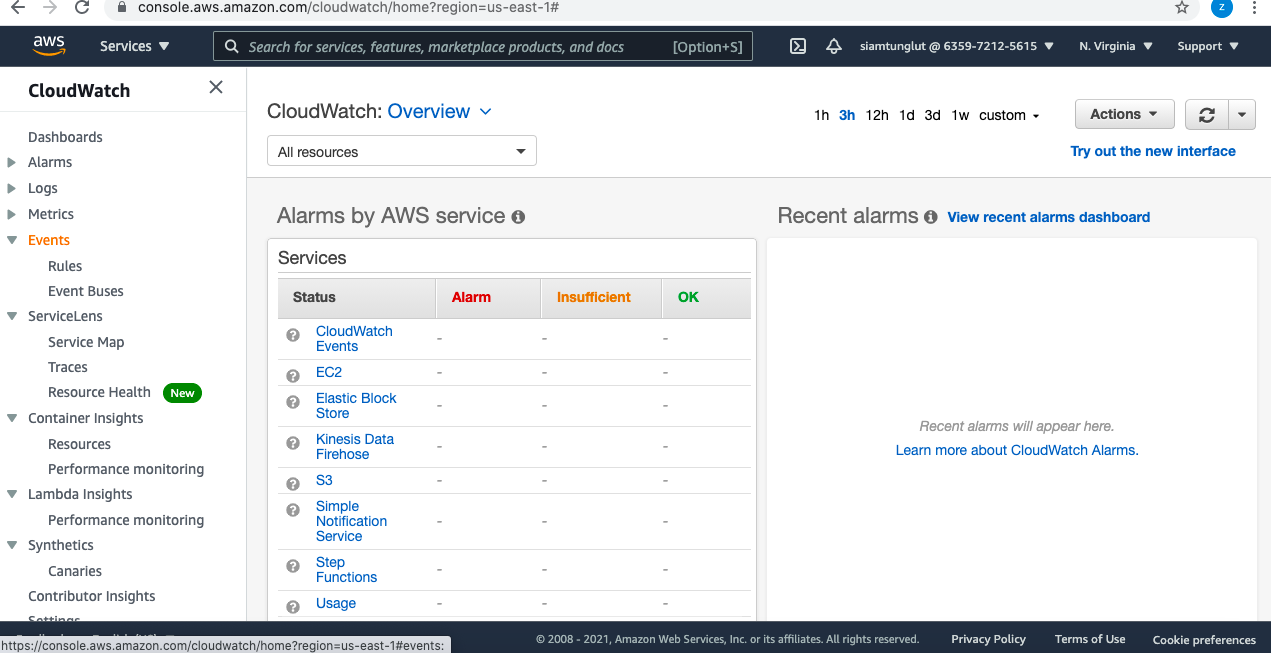 console.aws.amazon.com/cloudwatch/home?region=us-east-1#
z
aws
Services
Search for services, features, marketplace products, and docs
[Option+S]
siamtunglut @ 6359-7212-5615
N. Virginia
Support
CloudWatch
Dashboards
Alarms
Logs
Metrics
Events
Rules
Event Buses
ServiceLens
Service Map
Traces
Resource Health New
Container Insights
Resources
Performance monitoring
Lambda Insights
Performance monitoring
Synthetics
Canaries
Contributor Insights
Settings
CloudWatch: Overview
1h 3h 12h 1d 3d 1w custom
Actions
All resources
Try out the new interface
Alarms by AWS service
Services
Status Alarm Insufficient OK
CloudWatch
Events
- - -
EC2 - - -
Elastic Block
Store
- - -
Kinesis Data
Firehose
- - -
S3 - - -
Simple
Notification
Service
- - -
Step
Functions
- - -
Usage - - -
Recent alarms
View recent alarms dashboard
Recent alarms will appear here.
Learn more about CloudWatch Alarms.
https://console.aws.amazon.com/cloudwatch/home?region=us-east-1#events:
© 2008 - 2021, Amazon Web Services, Inc. or its affiliates. All rights reserved.
Privacy Policy
Terms of Use
Cookie preferences